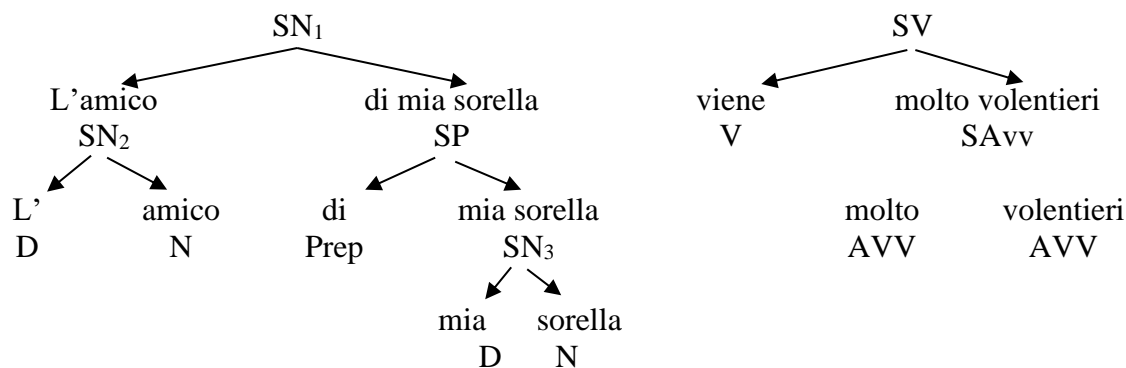 SN₁ SV
L’amico di mia sorella viene molto volentieri
SN₂ SP V SAvv
L’ amico di mia sorella molto volentieri
D N Prep SN₃ AVV AVV
mia sorella
D N